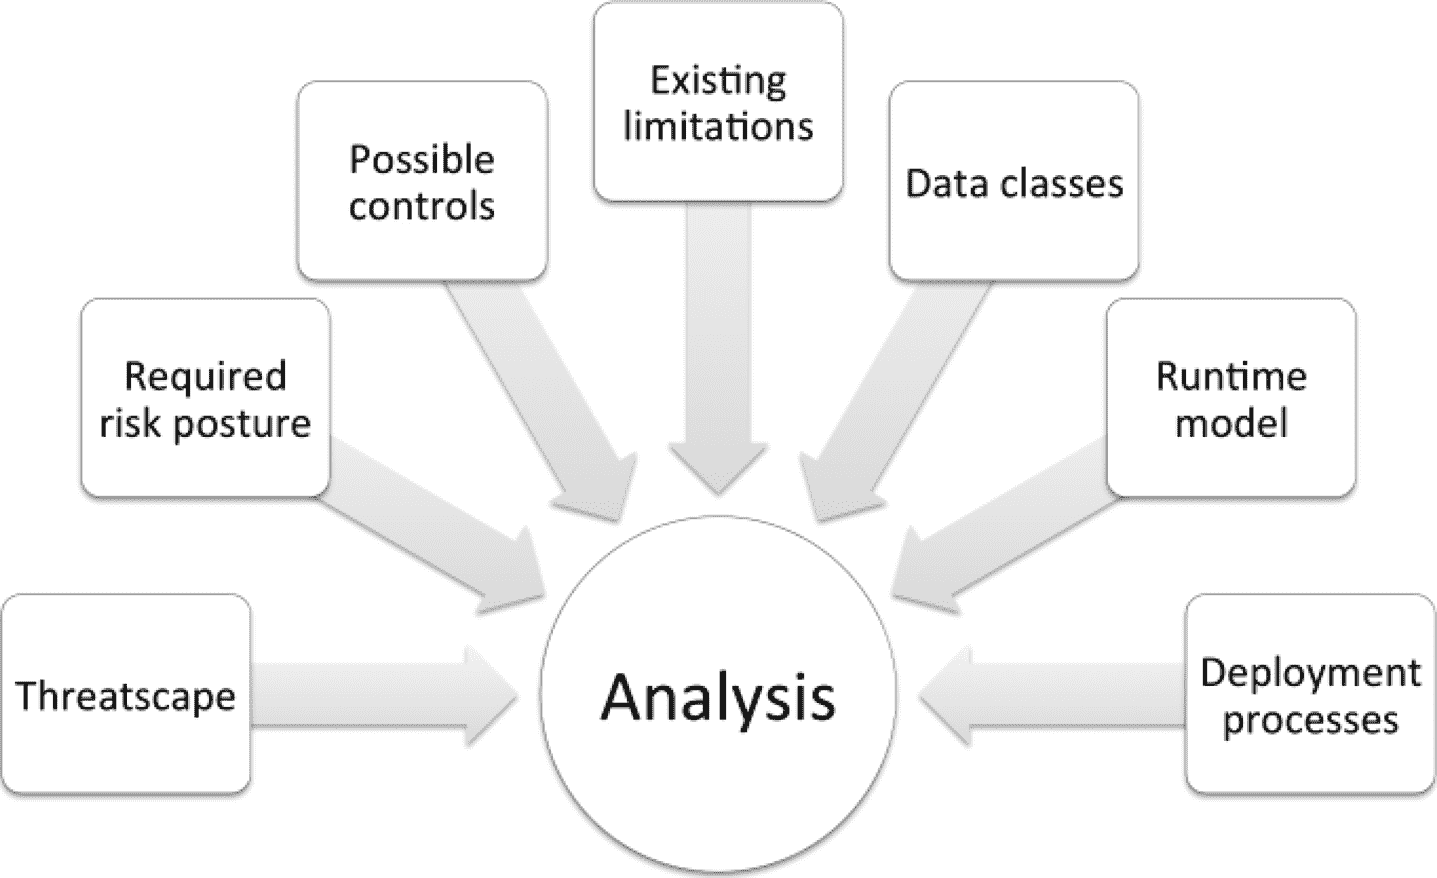 Existing
limitations
Possible
controls
Data classes
Required
risk posture
Runtime
model
Threatscape
Analysis
Deployment
processes